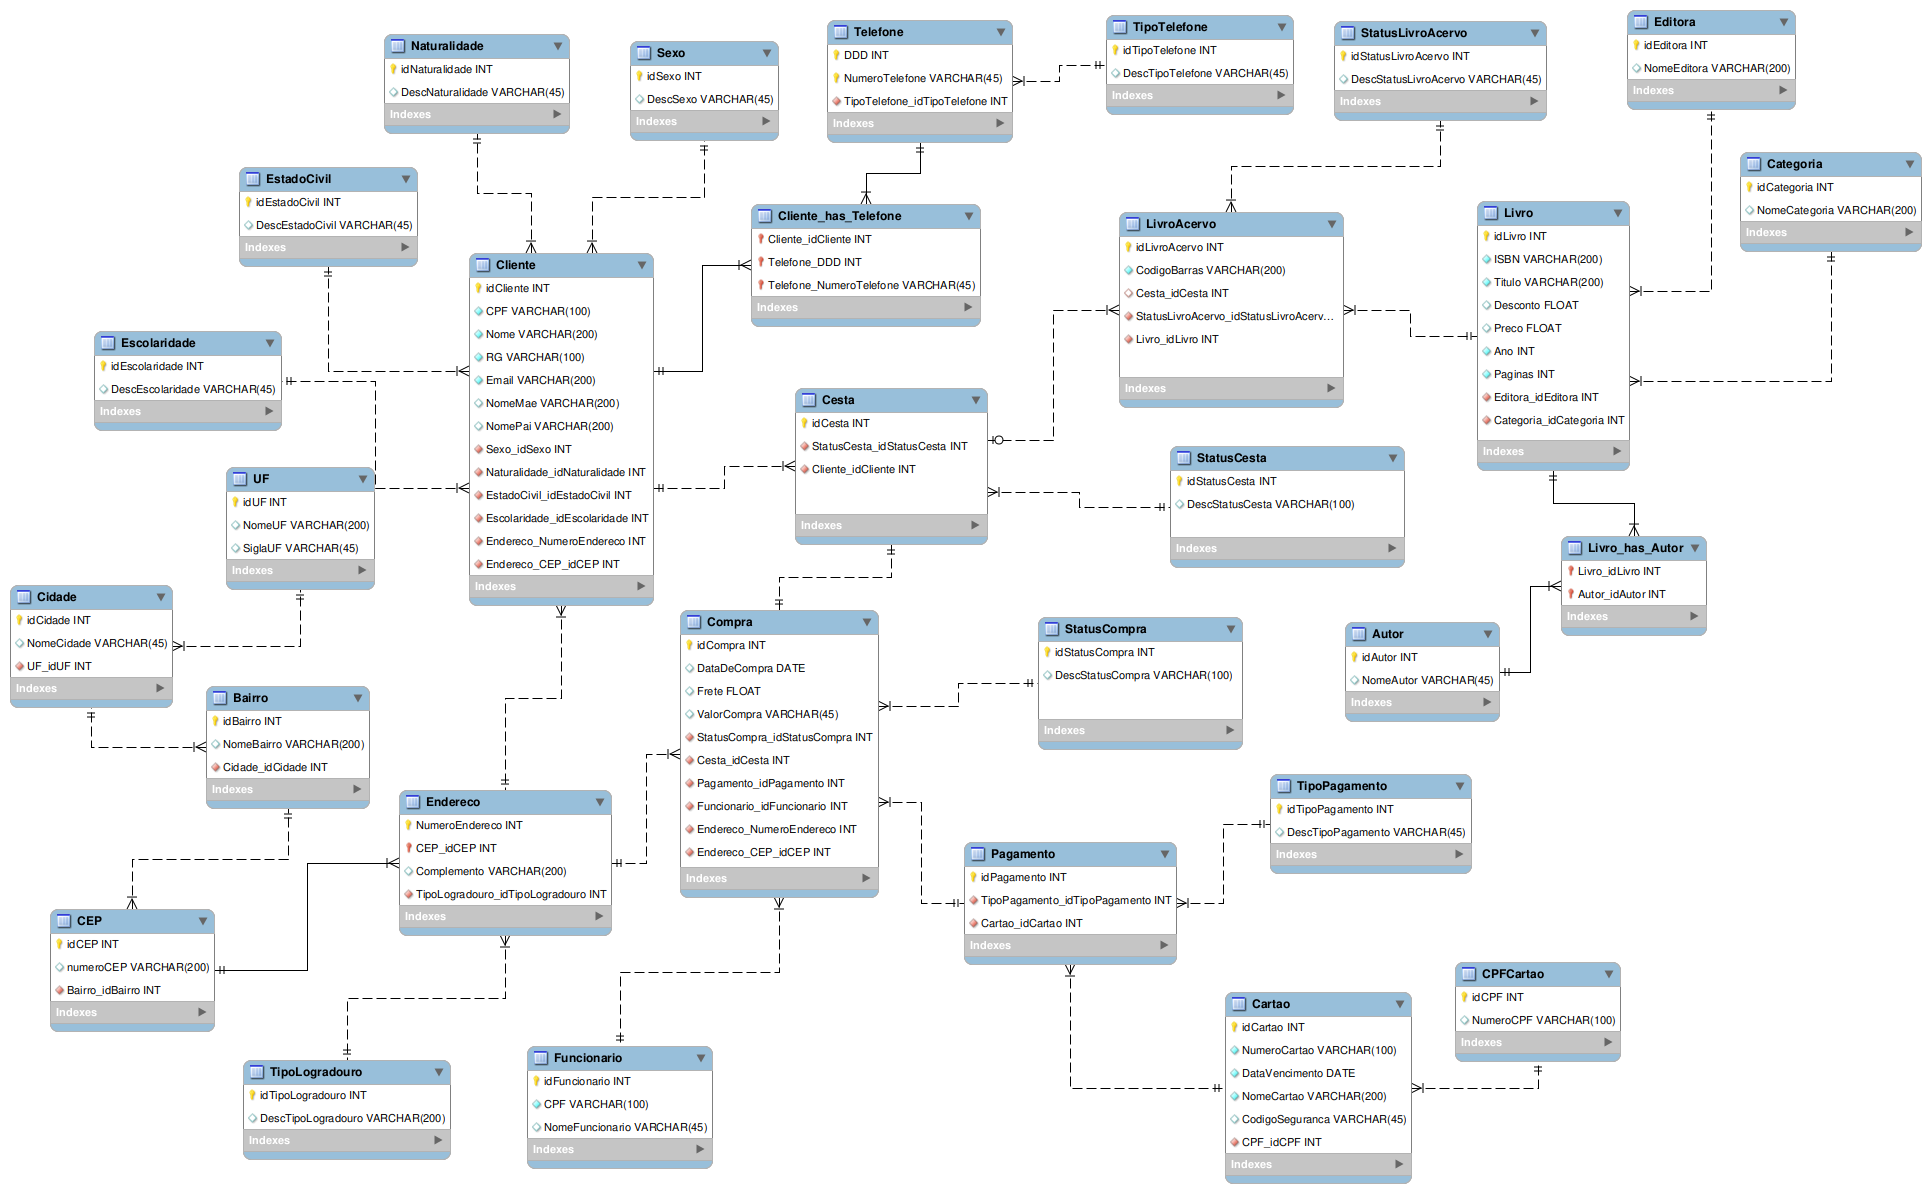 Naturalidade
idNaturalidade INT
DescNaturalidade VARCHAR(45)
Indexes
Sexo
idSexo INT
DescSexo VARCHAR(45)
Indexes
Telefone
DDD INT
NumeroTelefone VARCHAR(45)
TipoTelefone_idTipoTelefone INT
Indexes
TipoTelefone
idTipoTelefone INT
DescTipoTelefone VARCHAR(45)
Indexes
StatusLivroAcervo
idStatusLivroAcervo INT
DescStatusLivroAcervo VARCHAR(45)
Indexes
Editora
idEditora INT
NomeEditora VARCHAR(200)
Indexes
EstadoCivil
idEstadoCivil INT
DescEstadoCivil VARCHAR(45)
Indexes
Categoria
idCategoria INT
NomeCategoria VARCHAR(200)
Indexes
Cliente
idCliente INT
CPF VARCHAR(100)
Nome VARCHAR(200)
RG VARCHAR(100)
Email VARCHAR(200)
NomeMae VARCHAR(200)
NomePai VARCHAR(200)
Sexo_idSexo INT
Naturalidade_idNaturalidade INT
EstadoCivil_idEstadoCivil INT
Escolaridade_idEscolaridade INT
Endereco_NumeroEndereco INT
Endereco_CEP_idCEP INT
Indexes
Cliente_has_Telefone
Cliente_idCliente INT
Telefone_DDD INT
Telefone_NumeroTelefone VARCHAR(45)
Indexes
LivroAcervo
idLivroAcervo INT
CodigoBarras VARCHAR(200)
Cesta_idCesta INT
StatusLivroAcervo_idStatusLivroAcerv...
Livro_idLivro INT
Indexes
Livro
idLivro INT
ISBN VARCHAR(200)
Titulo VARCHAR(200)
Desconto FLOAT
Preco FLOAT
Ano INT
Paginas INT
Editora_idEditora INT
Categoria_idCategoria INT
Indexes
Escolaridade
idEscolaridade INT
DescEscolaridade VARCHAR(45)
Indexes
Cesta
idCesta INT
StatusCesta_idStatusCesta INT
Cliente_idCliente INT
Indexes
StatusCesta
idStatusCesta INT
DescStatusCesta VARCHAR(100)
Indexes
UF
idUF INT
NomeUF VARCHAR(200)
SiglaUF VARCHAR(45)
Indexes
Livro_has_Autor
Livro_idLivro INT
Autor_idAutor INT
Indexes
Cidade
idCidade INT
NomeCidade VARCHAR(45)
UF_idUF INT
Indexes
Compra
idCompra INT
DataDeCompra DATE
Frete FLOAT
ValorCompra VARCHAR(45)
StatusCompra_idStatusCompra INT
Cesta_idCesta INT
Pagamento_idPagamento INT
Funcionario_idFuncionario INT
Endereco_NumeroEndereco INT
Endereco_CEP_idCEP INT
Indexes
StatusCompra
idStatusCompra INT
DescStatusCompra VARCHAR(100)
Indexes
Autor
idAutor INT
NomeAutor VARCHAR(45)
Indexes
Bairro
idBairro INT
NomeBairro VARCHAR(200)
Cidade_idCidade INT
Indexes
Endereco
NumeroEndereco INT
CEP_idCEP INT
Complemento VARCHAR(200)
TipoLogradouro_idTipoLogradouro INT
Indexes
TipoPagamento
idTipoPagamento INT
DescTipoPagamento VARCHAR(45)
Indexes
Pagamento
idPagamento INT
TipoPagamento_idTipoPagamento INT
Cartao_idCartao INT
Indexes
CEP
idCEP INT
numeroCEP VARCHAR(200)
Bairro_idBairro INT
Indexes
CPFCartao
idCPF INT
NumeroCPF VARCHAR(100)
Indexes
Cartao
idCartao INT
NumeroCartao VARCHAR(100)
DataVencimento DATE
NomeCartao VARCHAR(200)
CodigoSeguranca VARCHAR(45)
CPF_idCPF INT
Indexes
TipoLogradouro
idTipoLogradouro INT
DescTipoLogradouro VARCHAR(200)
Indexes
Funcionario
idFuncionario INT
CPF VARCHAR(100)
NomeFuncionario VARCHAR(45)
Indexes